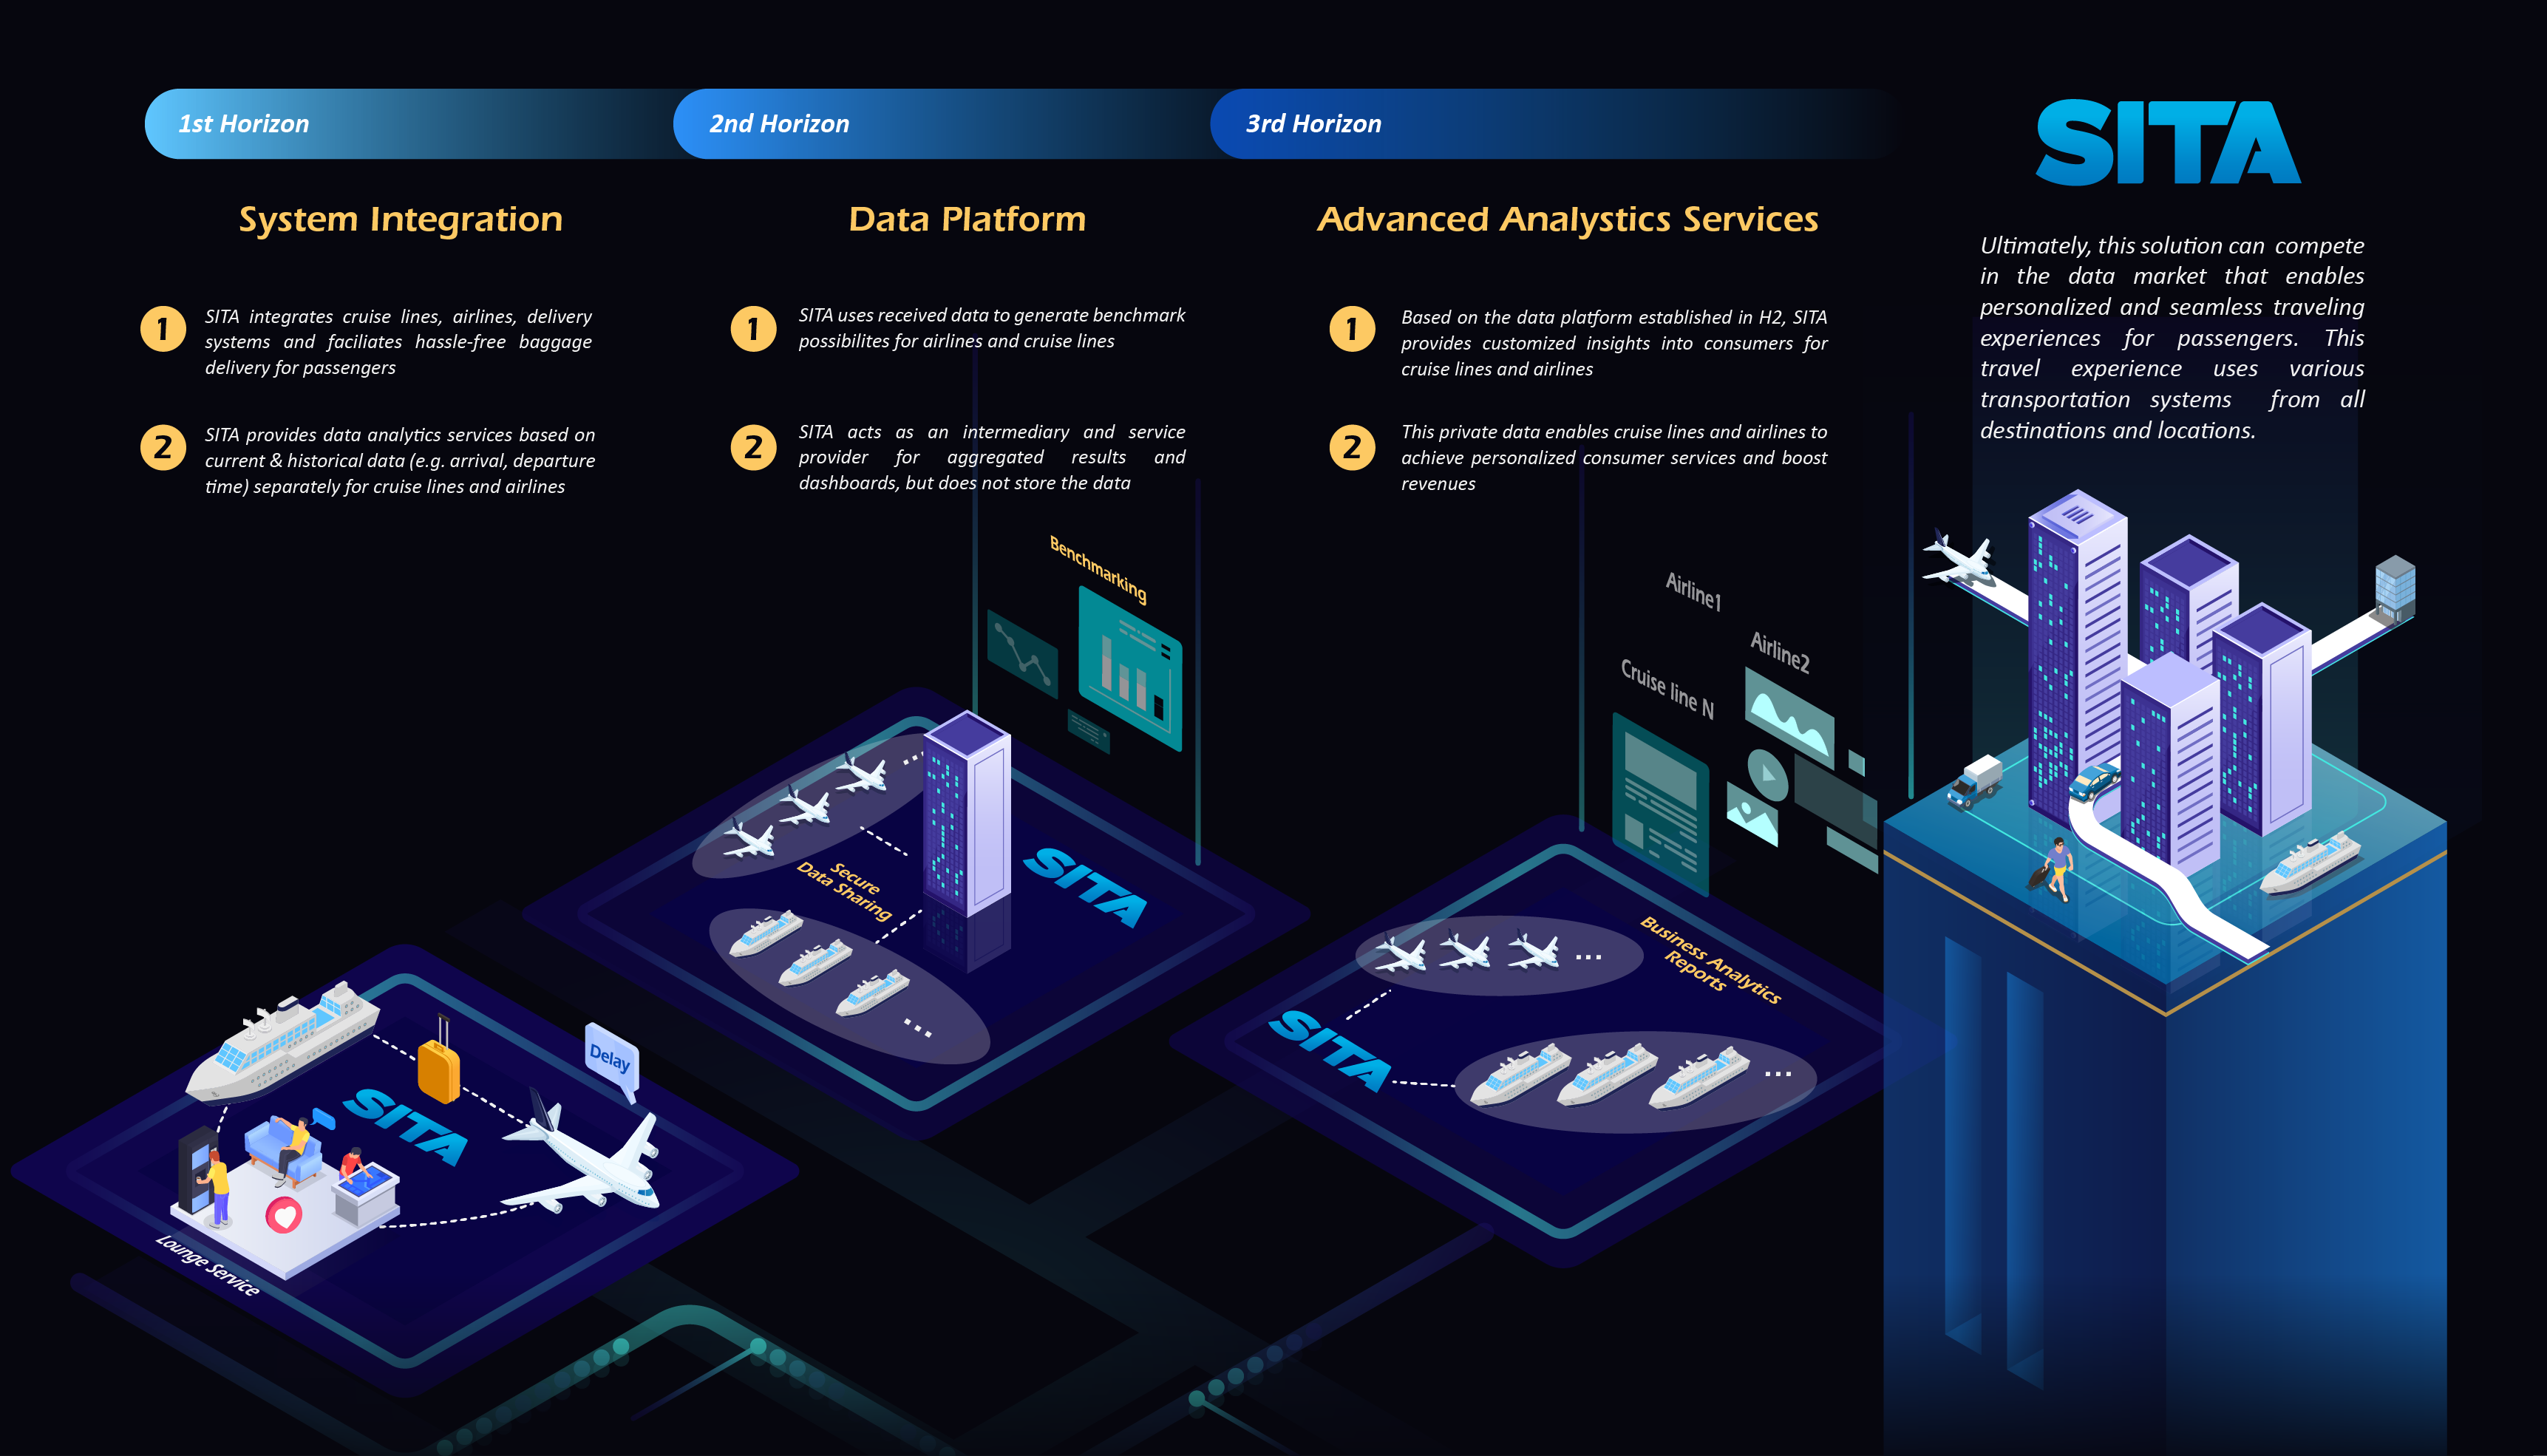 1st Horizon
2nd Horizon
3rd Horizon
SITA
System Integration
1
SITA integrates cruise lines, airlines, delivery
systems and faciliates hassle-free baggage
delivery for passengers
2
SITA provides data analytics services based on
current & historical data (e.g. arrival, departure
time) separately for cruise lines and airlines
Data Platform
1
SITA uses received data to generate benchmark
possibilites for airlines and cruise lines
2
SITA acts as an intermediary and service
provider for aggregated results and
dashboards, but does not store the data
Advanced Analystics Services
1
Based on the data platform established in H2, SITA
provides customized insights into consumers for
cruise lines and airlines
2
This private data enables cruise lines and airlines to
achieve personalized consumer services and boost
revenues
Ultimately, this solution can compete
in the data market that enables
personalized and seamless traveling
experiences for passengers. This
travel experience uses various
transportation systems from all
destinations and locations.
Benchmarking
Secure
Data Sharing
SITA
Airline1
Airline2
Cruise line N
Business Analytics
Reports
SITA
Delay
SITA
Lounge Service